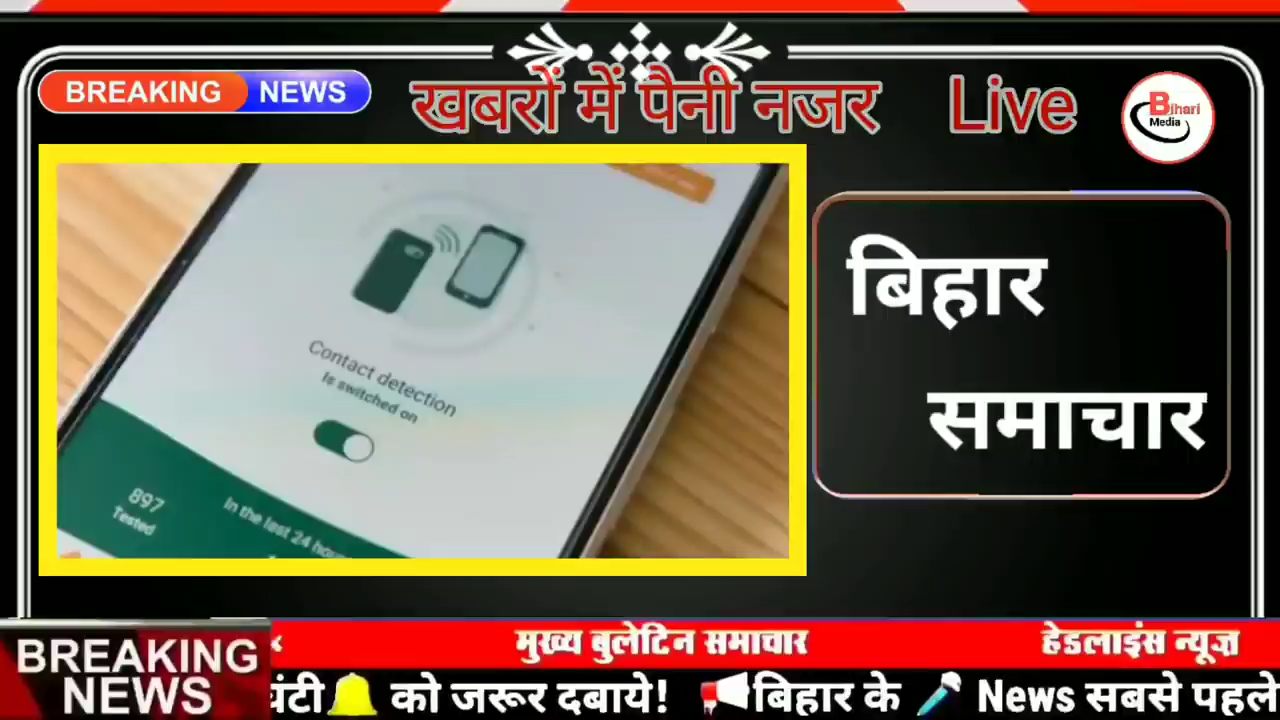 BREAKING NEWS
खबरों में पैनी नजर Live
Bihari
Media
Contact detection
Is switched on
897
Tested
In the last 24 hours
बिहार
समाचार
BREAKING
NEWS
मुख्य बुलेटिन समाचार हेडलाइंस न्यूज़
घंटी🔔 को जरूर दबाये! 📢बिहार के 🎤 News सबसे पहले